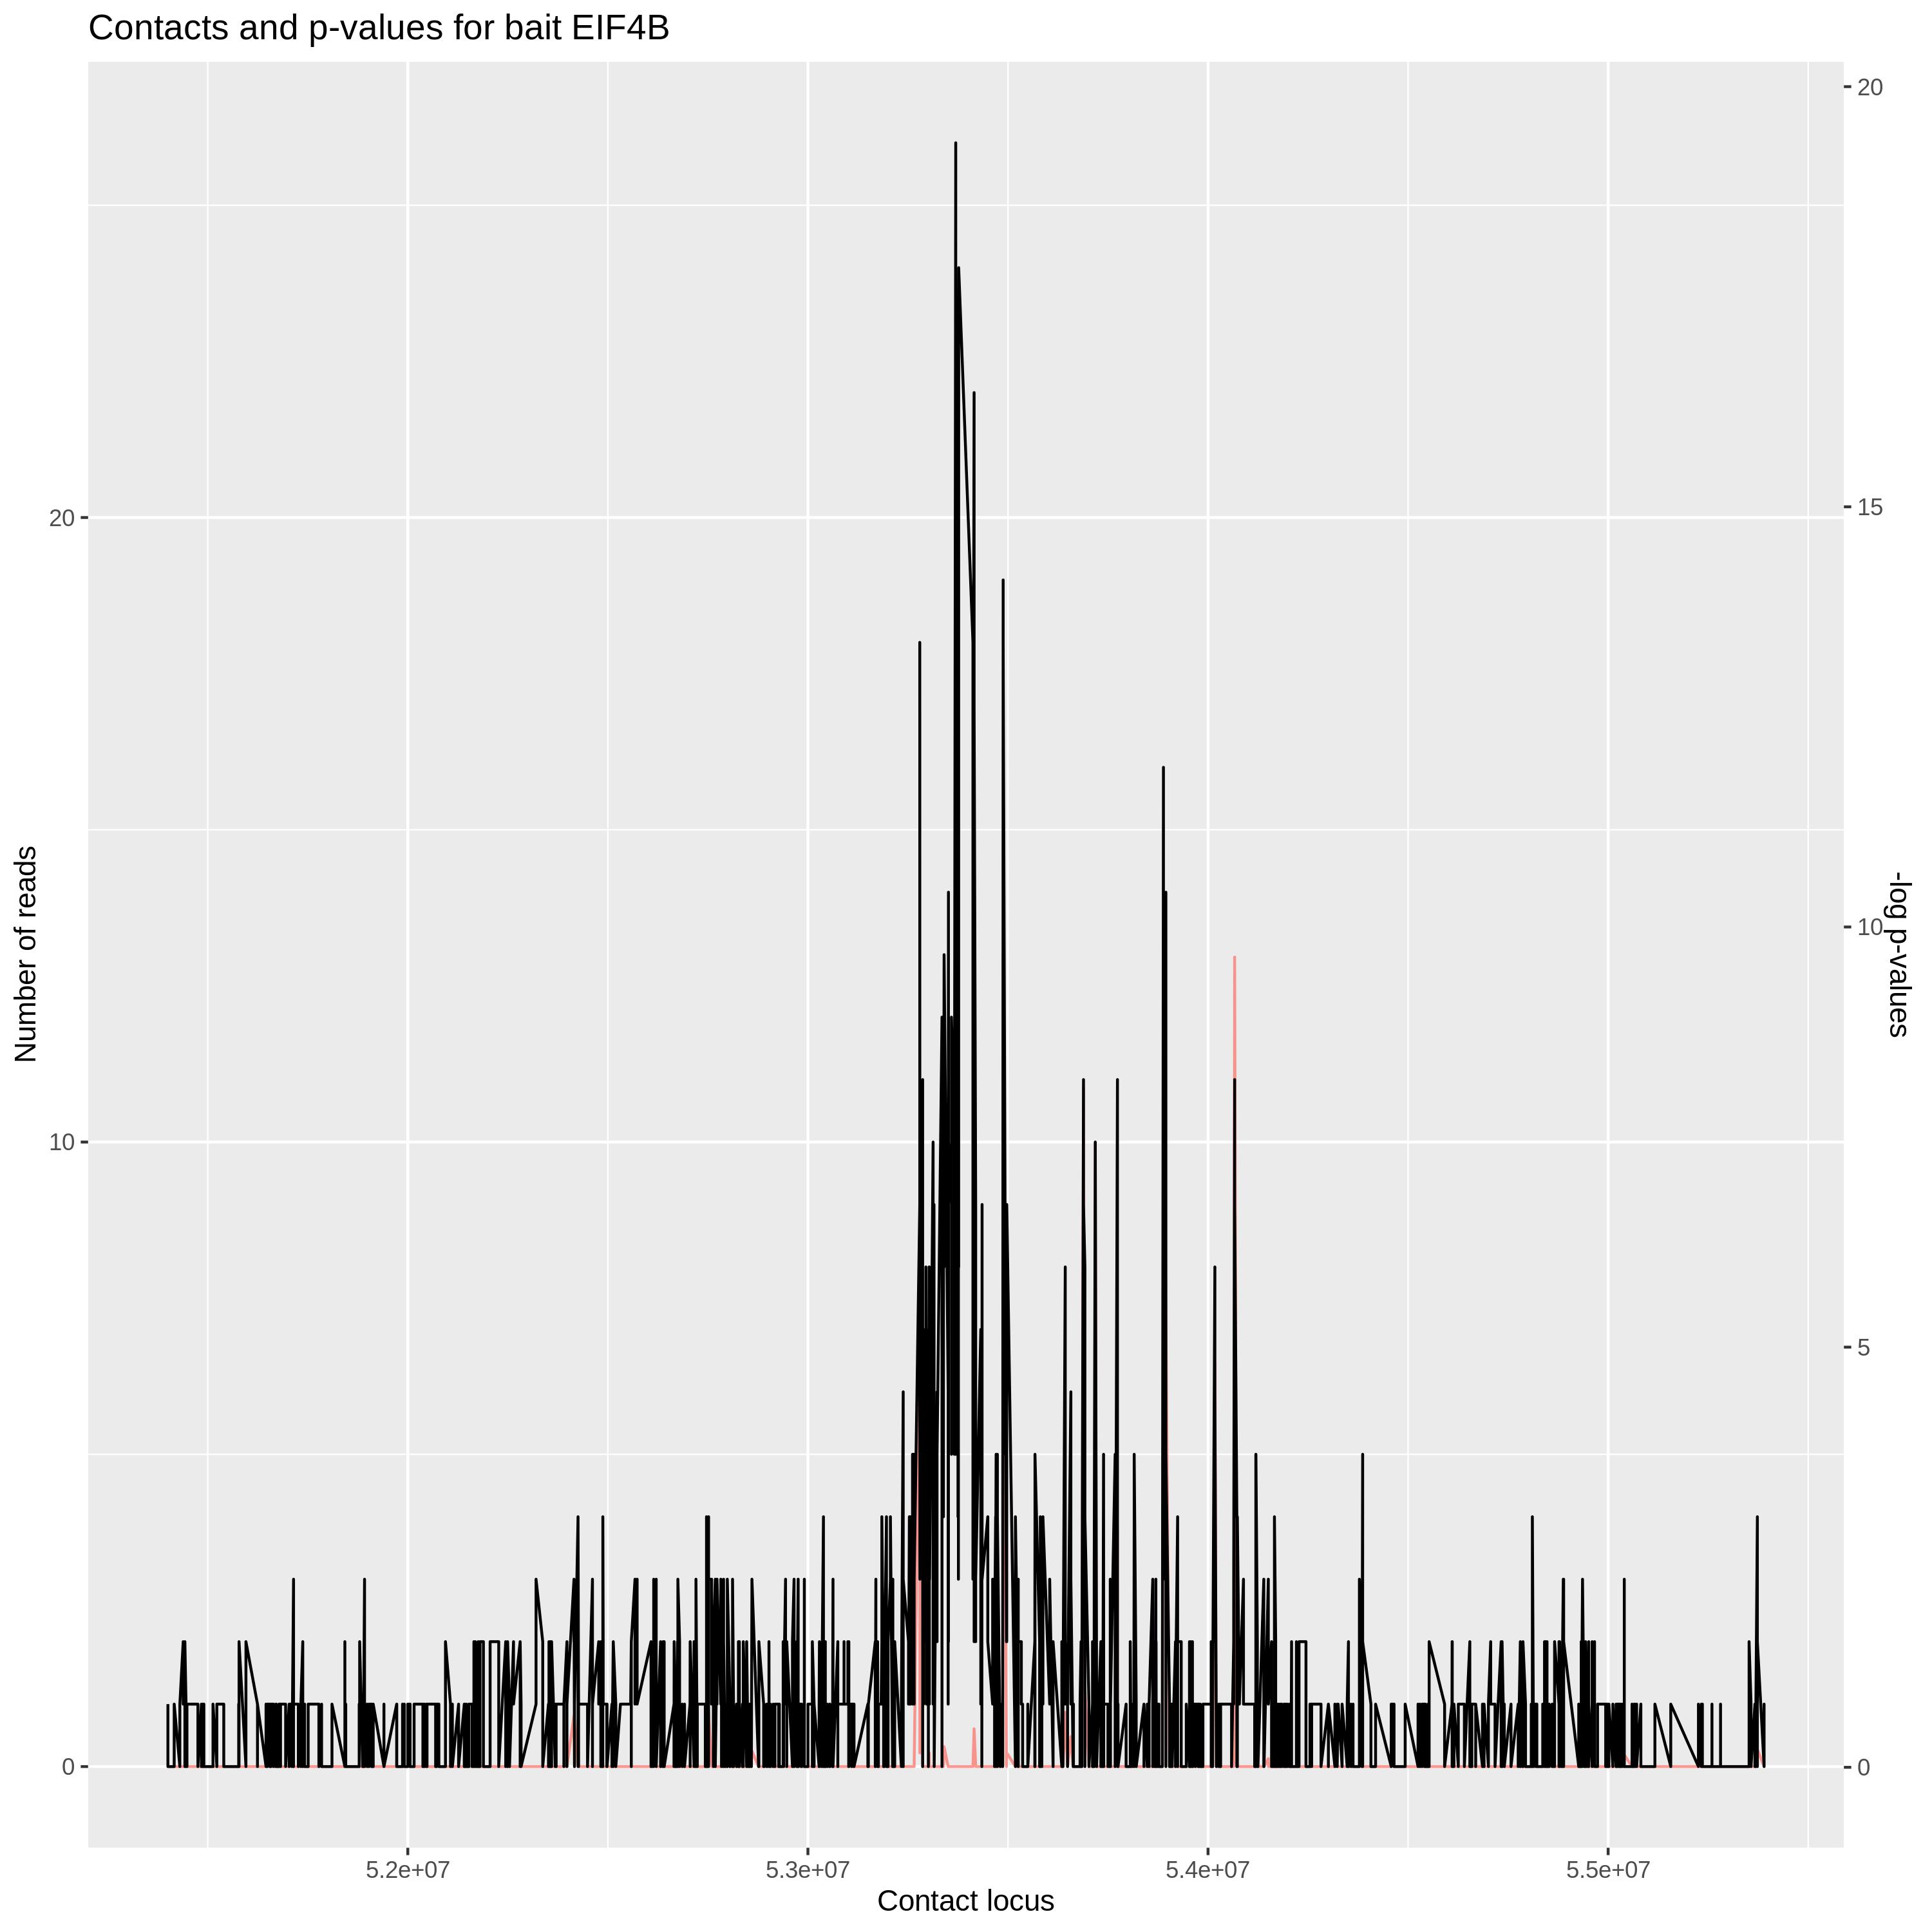 Contacts and p-values for bait EIF4B
20
20
15
10
10
5
0
0
Number of reads
-log p-values
5.2e+07
5.3e+07
5.4e+07
5.5e+07
Contact locus